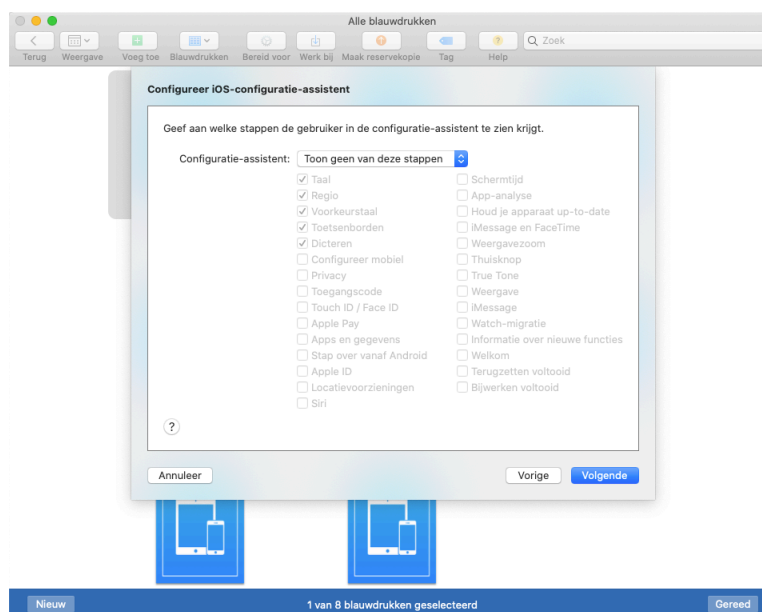 Alle blauwdrukken
Zoek
Terug Weergave Voeg toe Blauwdrukken Bereid voor Werk bij Maak reservekopie Tag Help
Configureer iOS-configuratie-assistent
Geef aan welke stappen de gebruiker in de configuratie-assistent te zien krijgt.
Configuratie-assistent: Toon geen van deze stappen
Taal
Regio
Voorkeurstaal
Toetsenborden
Dicteren
Configureer mobiel
Privacy
Toegangscode
Touch ID / Face ID
Apple Pay
Apps en gegevens
Stap over vanaf Android
Apple ID
Locatievoorzieningen
Siri
Schermtijd
App-analyse
Houd je apparaat up-to-date
iMessage en FaceTime
Weergavezoom
Thuisknop
True Tone
Weergave
iMessage
Watch-migratie
Informatie over nieuwe functies
Welkom
Terugzetten voltooid
Bijwerken voltooid
?
Annuleer Vorige Volgende
Nieuw 1 van 8 blauwdrukken geselecteerd Gereed